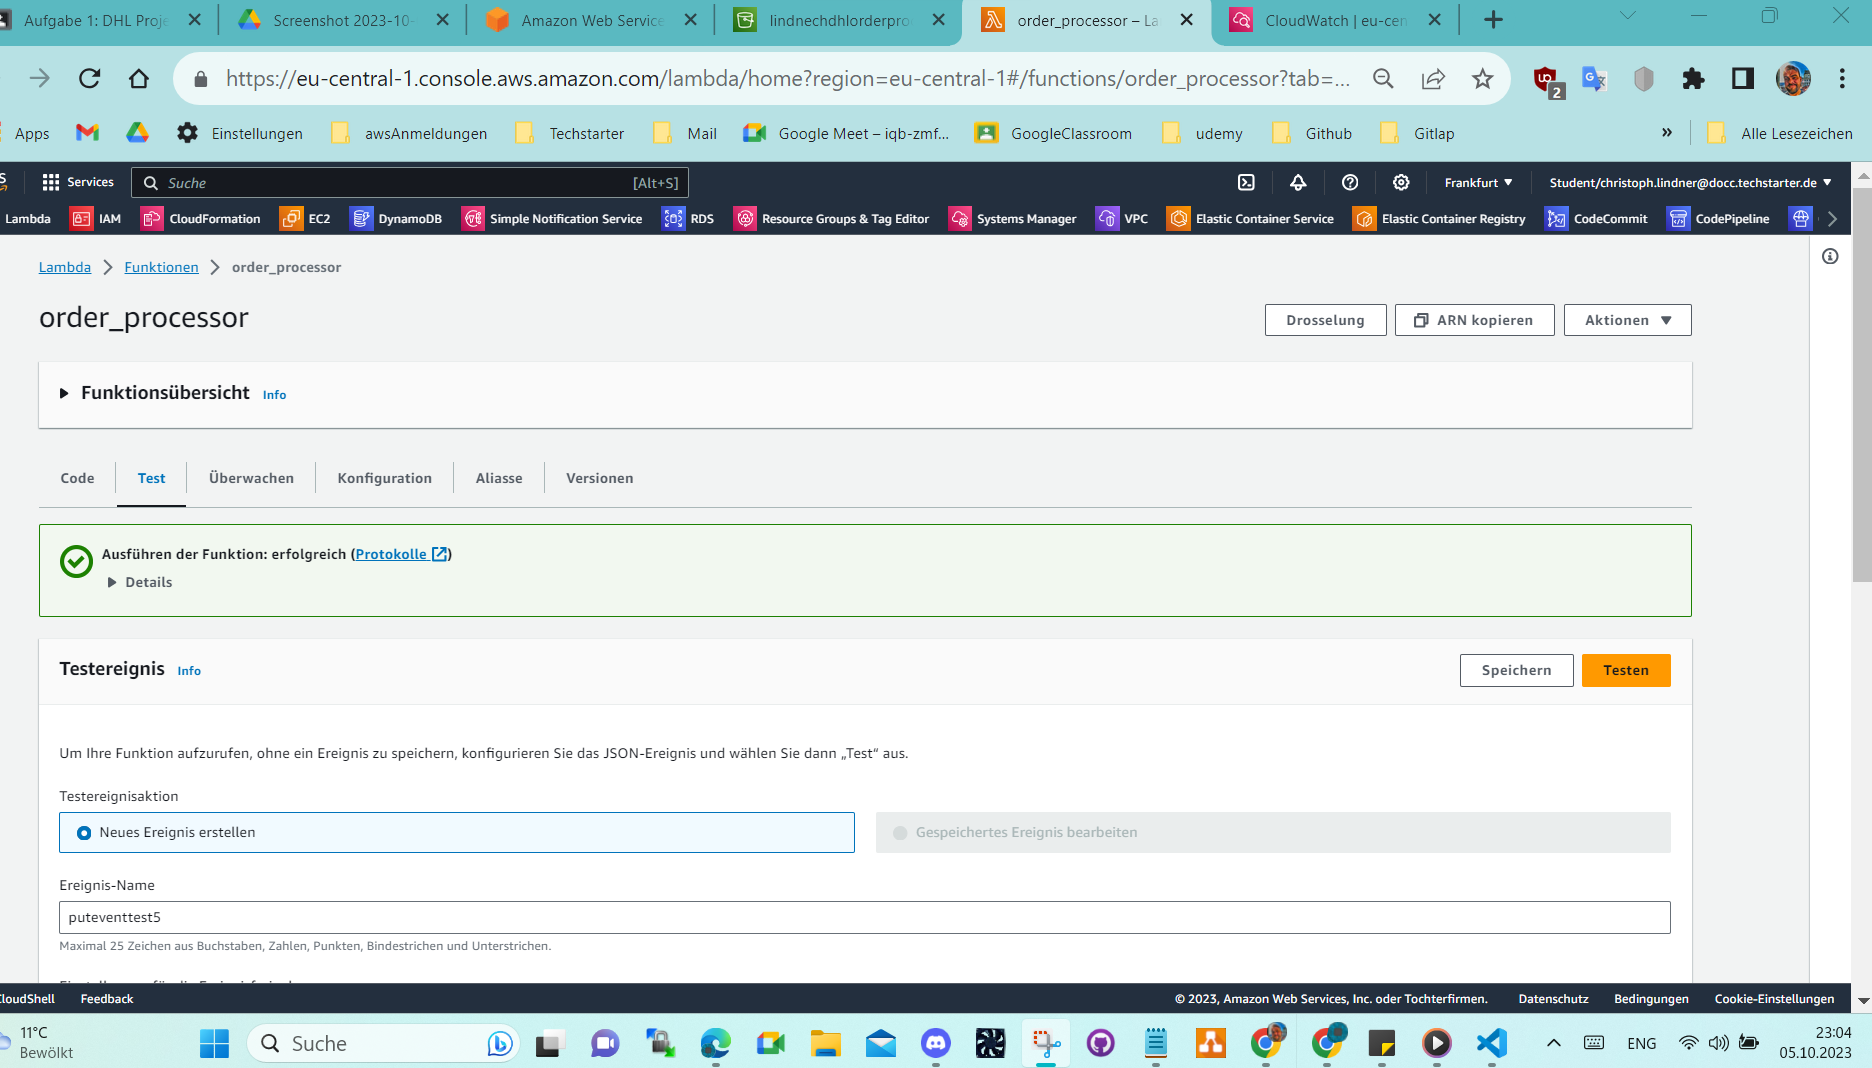 Aufgabe 1: DHL Proje
Screenshot 2023-10-
Amazon Web Service
lindnechdhlorderpro
order_processor – La
CloudWatch | eu-cen
https://eu-central-1.console.aws.amazon.com/lambda/home?region=eu-central-1#/functions/order_processor?tab=...
2
Apps
Einstellungen
awsAnmeldungen
Techstarter
Mail
Google Meet – iqb-zmf...
GoogleClassroom
udemy
Github
Gitlap
»
Alle Lesezeichen
Services
Suche
[Alt+S]
Frankfurt
Student/christoph.lindner@docc.techstarter.de
Lambda
IAM
CloudFormation
EC2
DynamoDB
Simple Notification Service
RDS
Resource Groups & Tag Editor
Systems Manager
VPC
Elastic Container Service
Elastic Container Registry
CodeCommit
CodePipeline
Lambda
Funktionen
order_processor
order_processor
Drosselung
ARN kopieren
Aktionen
Funktionsübersicht Info
Code
Test
Überwachen
Konfiguration
Aliasse
Versionen
Ausführen der Funktion: erfolgreich (Protokolle )
Details
Testereignis Info
Speichern
Testen
Um Ihre Funktion aufzurufen, ohne ein Ereignis zu speichern, konfigurieren Sie das JSON-Ereignis und wählen Sie dann „Test“ aus.
Testereignisaktion
Neues Ereignis erstellen
Gespeichertes Ereignis bearbeiten
Ereignis-Name
puteventtest5
Maximal 25 Zeichen aus Buchstaben, Zahlen, Punkten, Bindestrichen und Unterstrichen.
CloudShell
Feedback
© 2023, Amazon Web Services, Inc. oder Tochterfirmen.
Datenschutz
Bedingungen
Cookie-Einstellungen
11°C
Bewölkt
Suche
ENG
23:04
05.10.2023